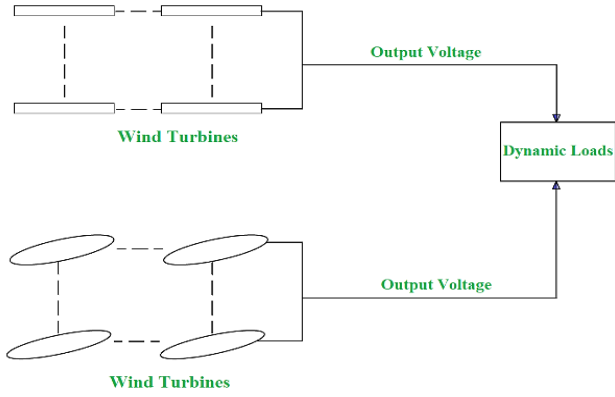 Output Voltage
Wind Turbines
Dynamic Loads
Output Voltage
Wind Turbines